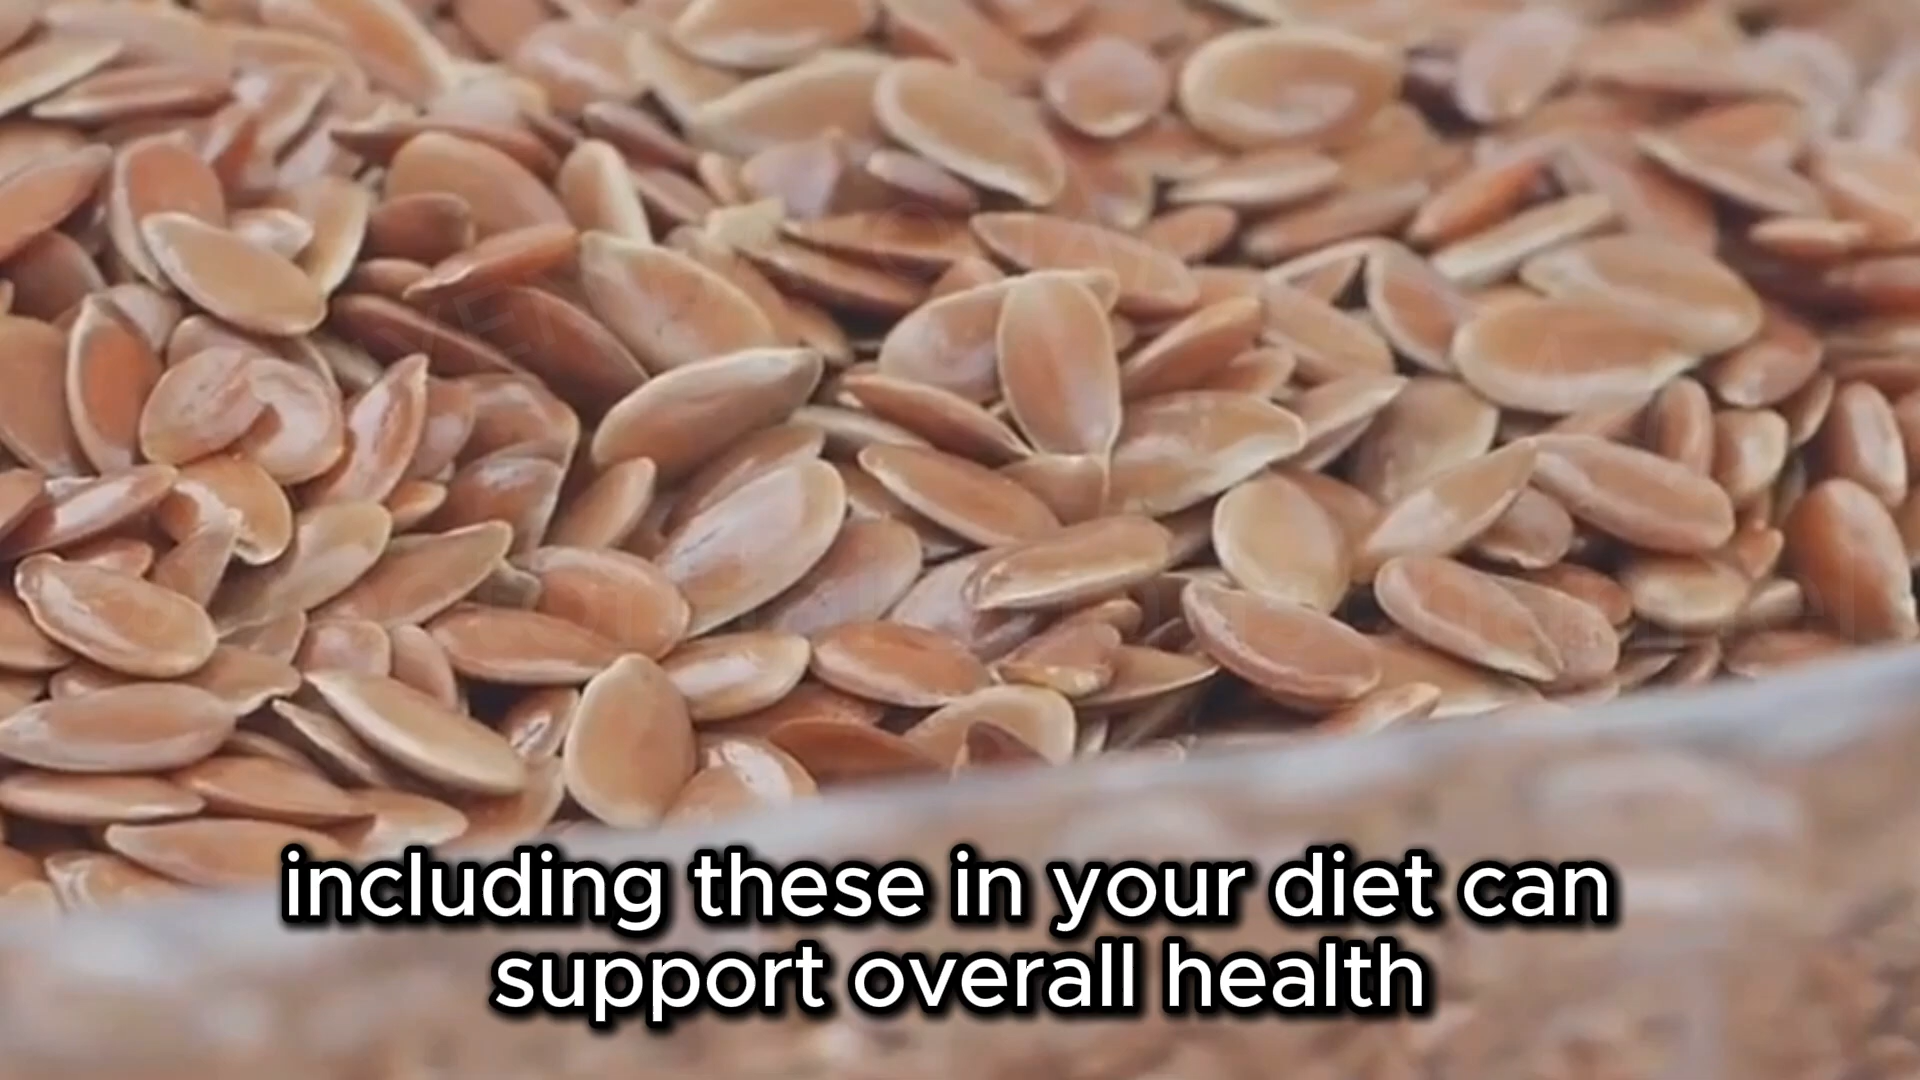 including these in your diet can
support overall health